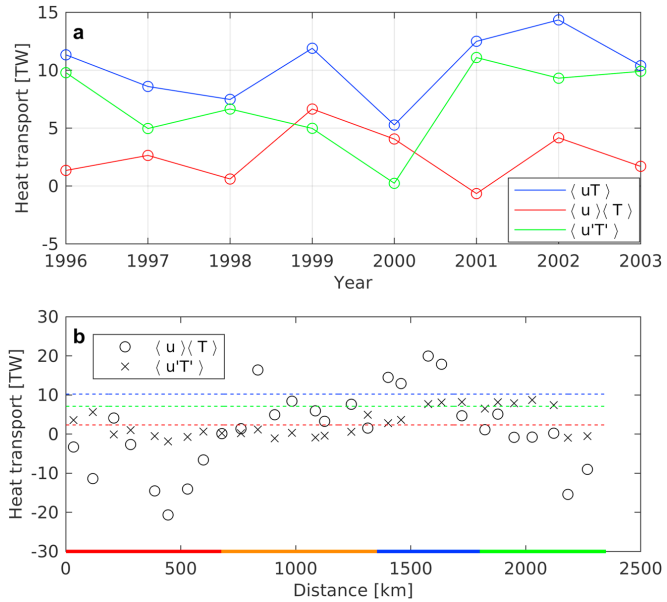 15
a
10
5
0
-5
Heat transport [TW]
⟨ uT ⟩
⟨ u ⟩⟨ T ⟩
⟨ u'T' ⟩
1996 1997 1998 1999 2000 2001 2002 2003
Year
30
b
⟨ u ⟩⟨ T ⟩
⟨ u'T' ⟩
20
10
0
-10
-20
-30
Heat transport [TW]
0 500 1000 1500 2000 2500
Distance [km]